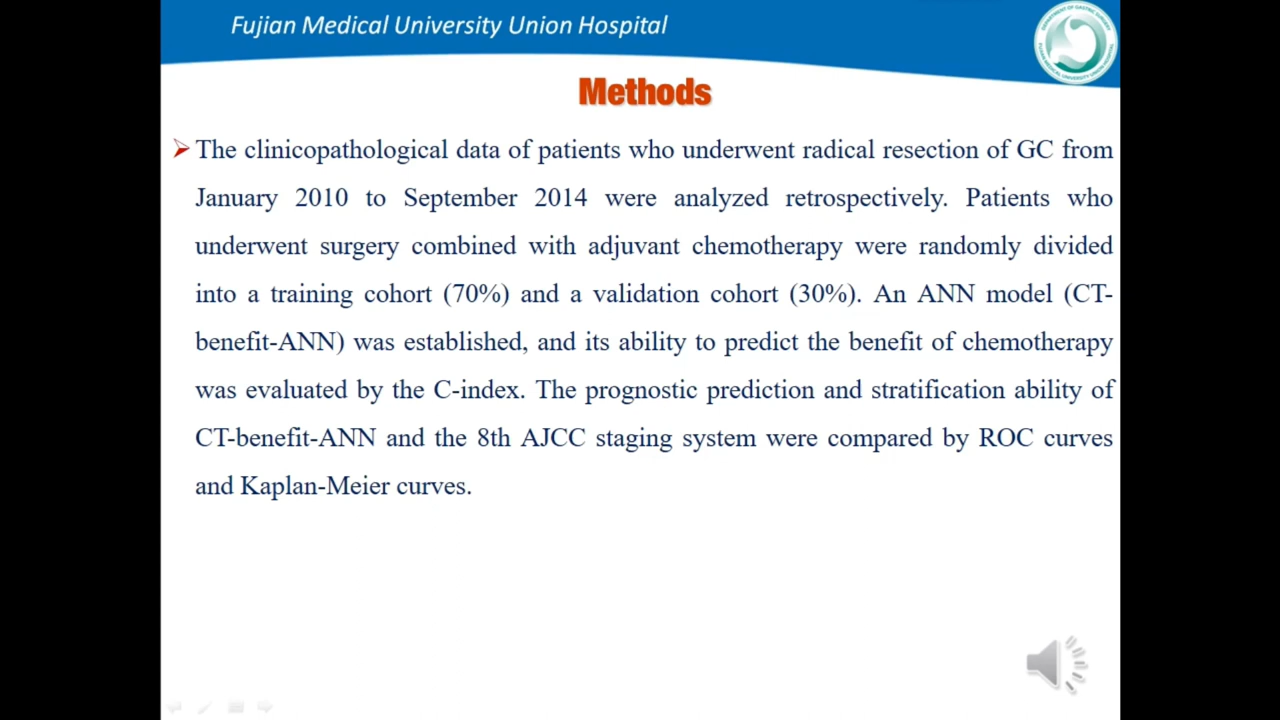 Fujian Medical University Union Hospital
Methods
The clinicopathological data of patients who underwent radical resection of GC from
January 2010 to September 2014 were analyzed retrospectively. Patients who
underwent surgery combined with adjuvant chemotherapy were randomly divided
into a training cohort (70%) and a validation cohort (30%). An ANN model (CT-
benefit-ANN) was established, and its ability to predict the benefit of chemotherapy
was evaluated by the C-index. The prognostic prediction and stratification ability of
CT-benefit-ANN and the 8th AJCC staging system were compared by ROC curves
and Kaplan-Meier curves.